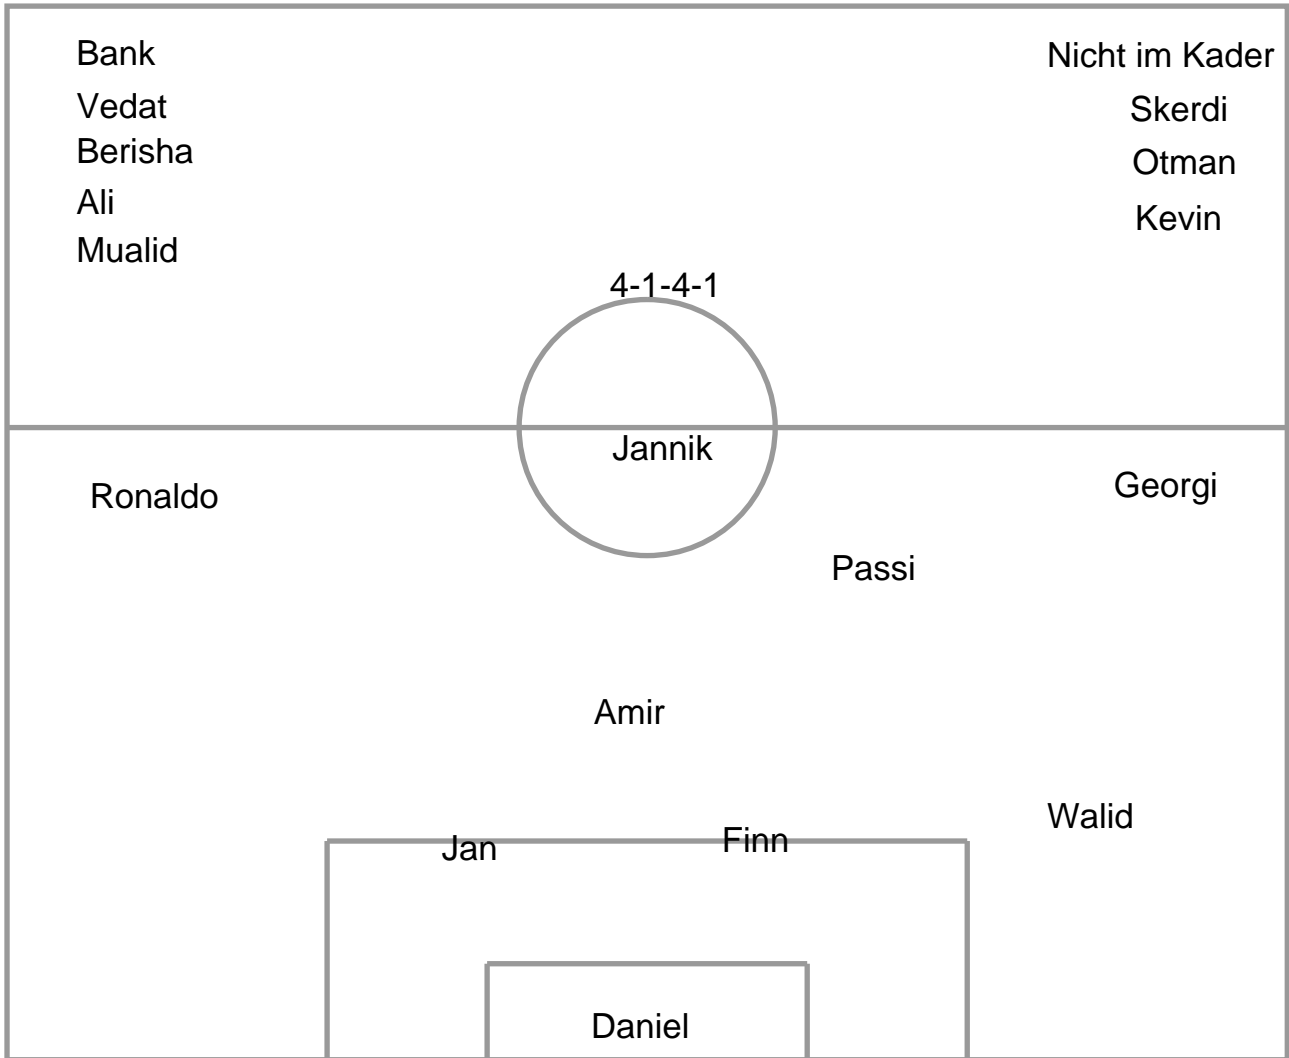 Bank
Vedat
Berisha
Ali
Mualid
Nicht im Kader
Skerdi
Otman
Kevin
4-1-4-1
Jannik
Ronaldo
Georgi
Passi
Amir
Walid
Jan
Finn
Daniel